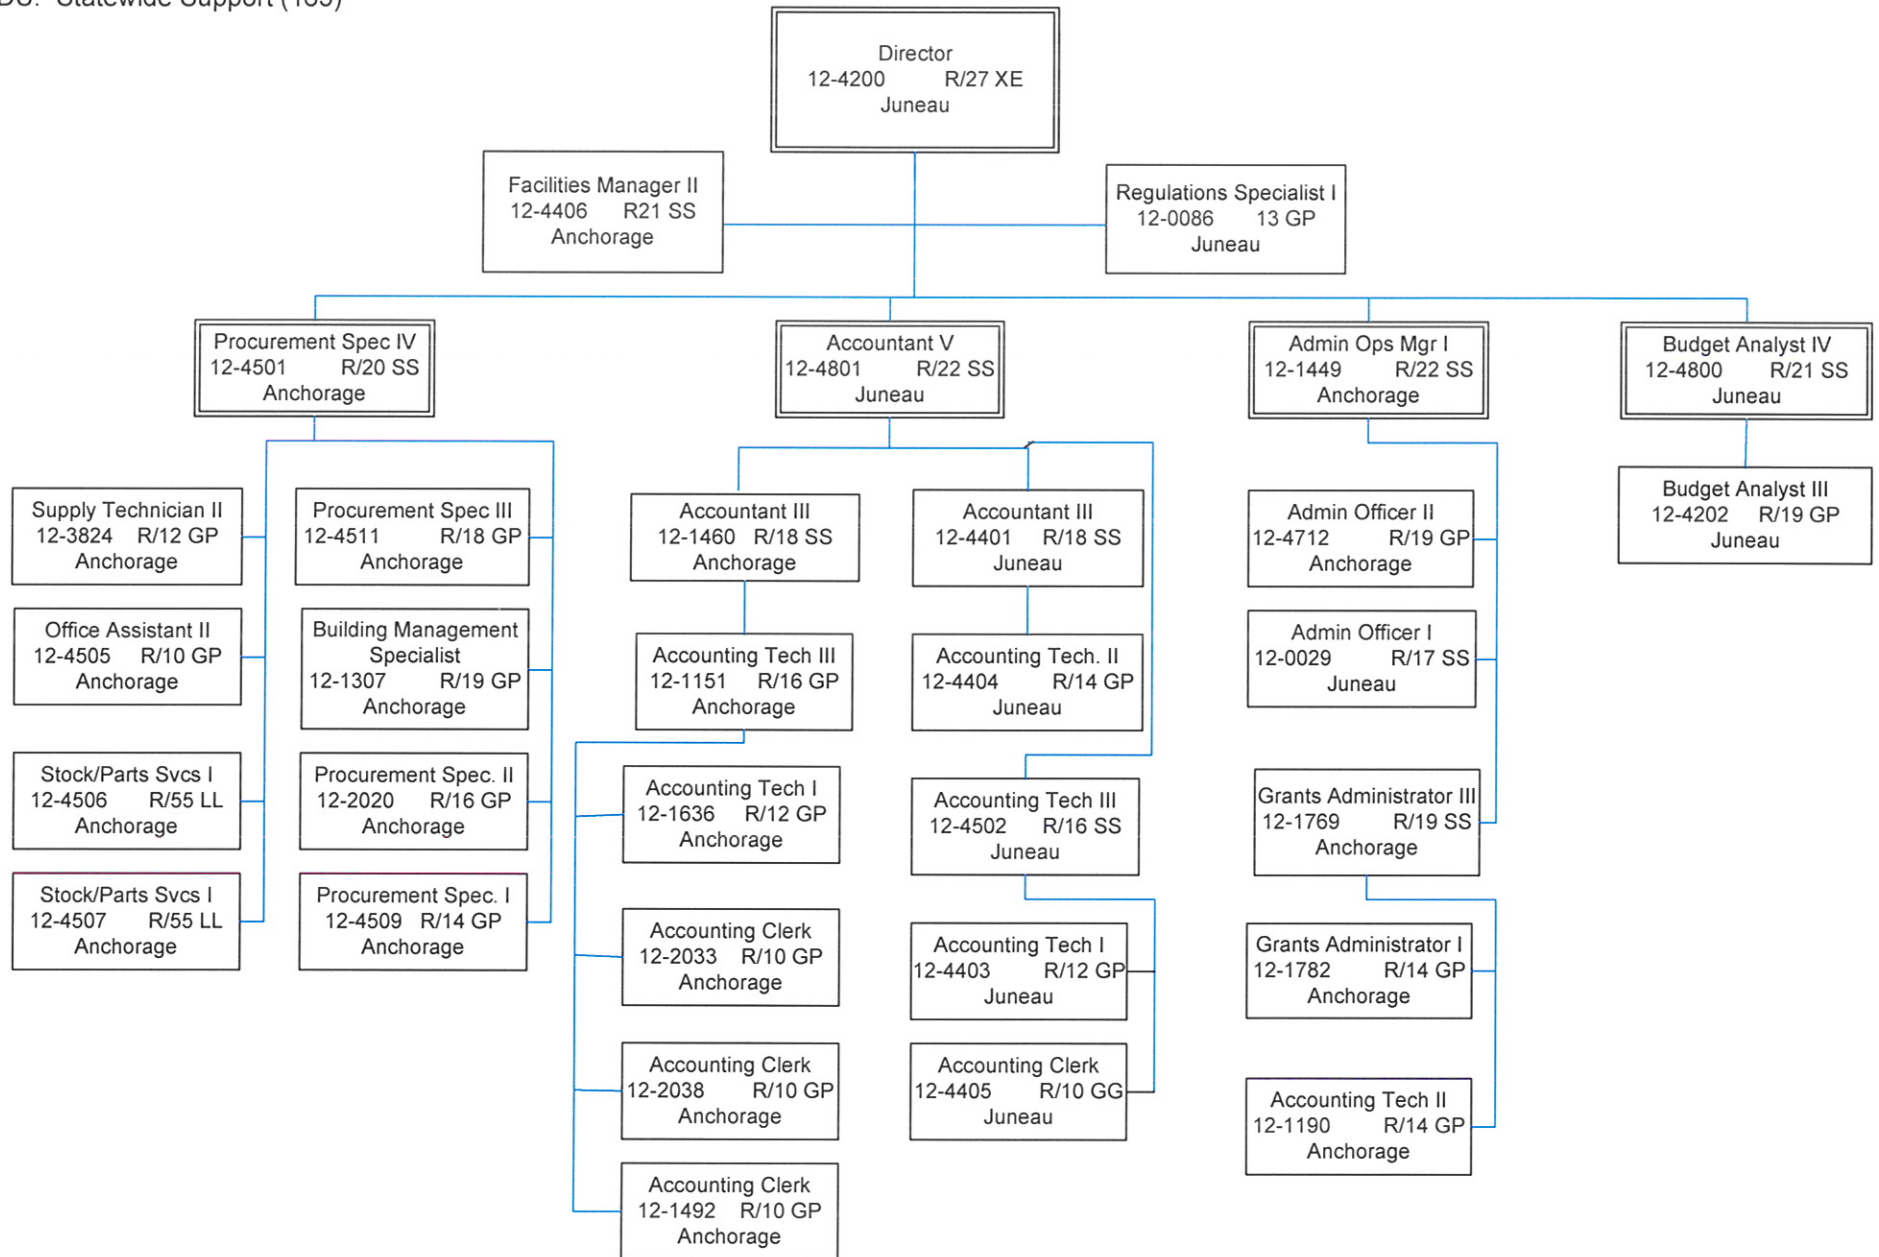 Statewide Support
Director
12-4200 R/27 XE
Juneau
Facilities Manager II
12-4406 R21 SS
Anchorage
Regulations Specialist I
12-0086 13 GP
Juneau
Procurement Spec IV
12-4501 R/20 SS
Anchorage
Accountant V
12-4801 R/22 SS
Juneau
Admin Ops Mgr I
12-1449 R/22 SS
Anchorage
Budget Analyst IV
12-4800 R/21 SS
Juneau
Supply Technician II
12-3824 R/12 GP
Anchorage
Office Assistant II
12-4505 R/10 GP
Anchorage
Stock/Parts Svcs I
12-4506 R/55 LL
Anchorage
Stock/Parts Svcs I
12-4507 R/55 LL
Anchorage
Procurement Spec III
12-4511 R/18 GP
Anchorage
Building Management
Specialist
12-1307 R/19 GP
Anchorage
Procurement Spec. II
12-2020 R/16 GP
Anchorage
Procurement Spec. I
12-4509 R/14 GP
Anchorage
Accountant III
12-1460 R/18 SS
Anchorage
Accounting Tech III
12-1151 R/16 GP
Anchorage
Accounting Tech I
12-1636 R/12 GP
Anchorage
Accounting Clerk
12-2033 R/10 GP
Anchorage
Accounting Clerk
12-2038 R/10 GP
Anchorage
Accounting Clerk
12-1492 R/10 GP
Anchorage
Accountant III
12-4401 R/18 SS
Juneau
Accounting Tech. II
12-4404 R/14 GP
Juneau
Accounting Tech III
12-4502 R/16 SS
Juneau
Accounting Tech I
12-4403 R/12 GP
Juneau
Accounting Clerk
12-4405 R/10 GG
Juneau
Admin Officer II
12-4712 R/19 GP
Anchorage
Admin Officer I
12-0029 R/17 SS
Juneau
Grants Administrator III
12-1769 R/19 SS
Anchorage
Grants Administrator I
12-1782 R/14 GP
Anchorage
Accounting Tech II
12-1190 R/14 GP
Anchorage
Budget Analyst III
12-4202 R/19 GP
Juneau